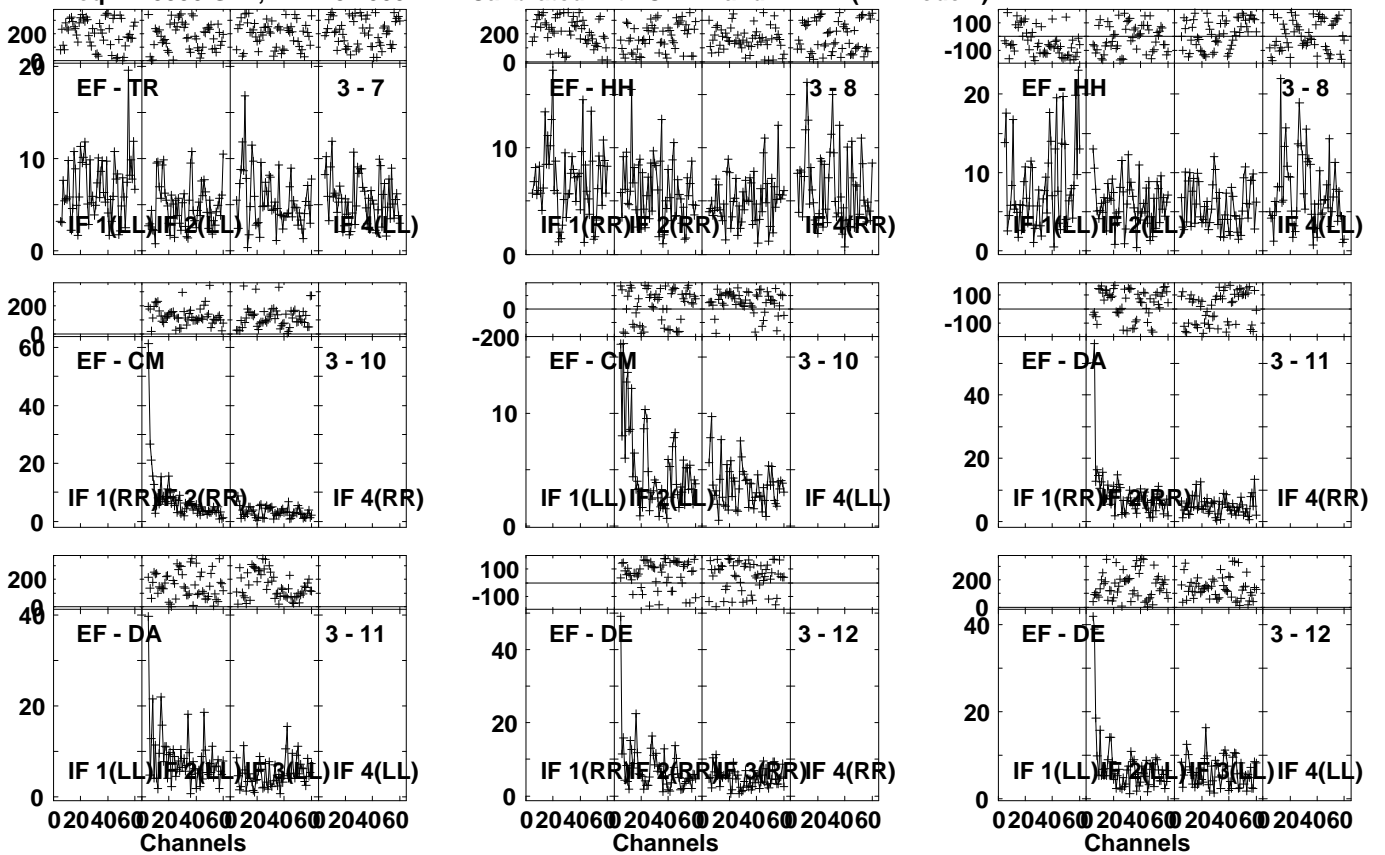 200
0
20
10
0
EF - TR 3 - 7
IF 1(LL) IF 2(LL) IF 4(LL)
200
0
10
0
EF - HH 3 - 8
IF 1(RR) IF 2(RR) IF 4(RR)
100
-100
20
10
0
EF - HH 3 - 8
IF 1(LL) IF 2(LL) IF 4(LL)
200
0
60
40
20
0
EF - CM 3 - 10
IF 1(RR) IF 2(RR) IF 4(RR)
0
-200
10
0
EF - CM 3 - 10
IF 1(LL) IF 2(LL) IF 4(LL)
100
-100
40
20
0
EF - DA 3 - 11
IF 1(RR) IF 2(RR) IF 4(RR)
200
0
40
20
0
EF - DA 3 - 11
IF 1(LL) IF 2(LL) IF 3(LL) IF 4(LL)
100
-100
40
20
0
EF - DE 3 - 12
IF 1(RR) IF 2(RR) IF 3(RR) IF 4(RR)
200
0
40
20
0
EF - DE 3 - 12
IF 1(LL) IF 2(LL) IF 3(LL) IF 4(LL)
0 20 40 60 0 20 40 60 0 20 40 60 0 20 40 60
Channels
0 20 40 60 0 20 40 60 0 20 40 60 0 20 40 60
Channels
0 20 40 60 0 20 40 60 0 20 40 60 0 20 40 60
Channels